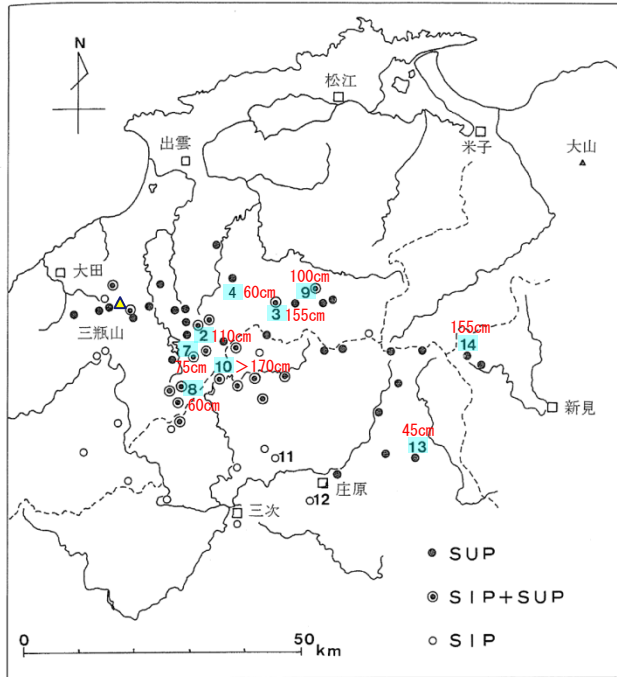 N
松江
米子
大山
出雲
大田
三瓶山
4 60cm
100cm
9
3 155cm
2 110cm
7
75cm
10 >170cm
8
60cm
155cm
14
新見
45cm
13
11
12
庄原
三次
SUP
SIP+SUP
SIP
0 50
km